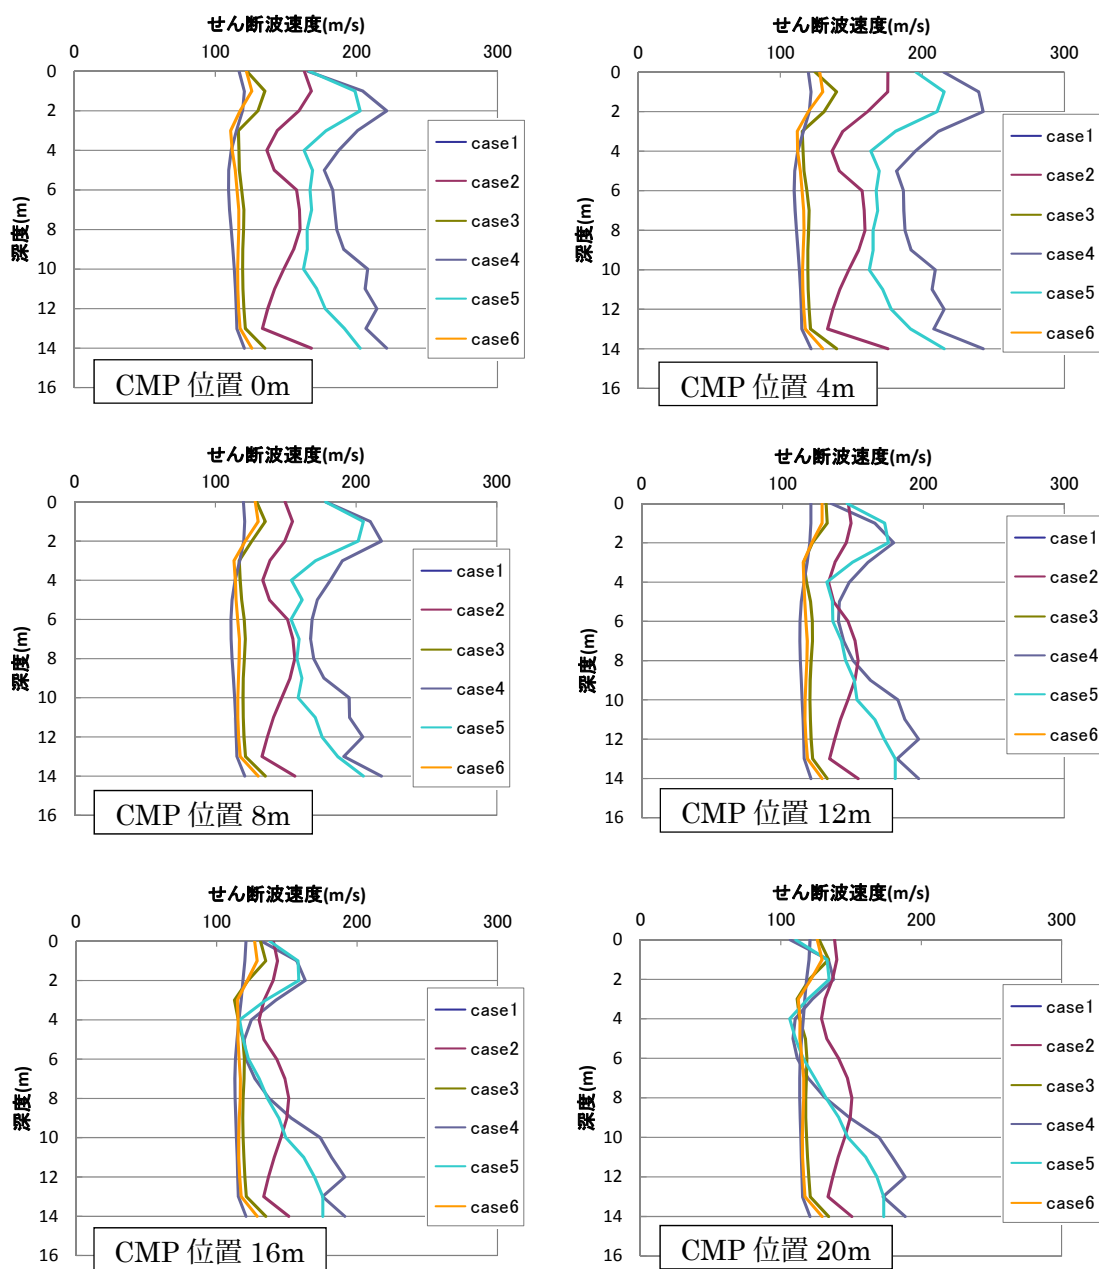 せん断波速度(m/s)
0 100 200 300
0
2
4
6
8
10
12
14
16
深度(m)
case1
case2
case3
case4
case5
case6
CMP 位置 0m
せん断波速度(m/s)
0 100 200 300
0
2
4
6
8
10
12
14
16
深度(m)
case1
case2
case3
case4
case5
case6
CMP 位置 4m
せん断波速度(m/s)
0 100 200 300
0
2
4
6
8
10
12
14
16
深度(m)
case1
case2
case3
case4
case5
case6
CMP 位置 8m
せん断波速度(m/s)
0 100 200 300
0
2
4
6
8
10
12
14
16
深度(m)
case1
case2
case3
case4
case5
case6
CMP 位置 12m
せん断波速度(m/s)
0 100 200 300
0
2
4
6
8
10
12
14
16
深度(m)
case1
case2
case3
case4
case5
case6
CMP 位置 16m
せん断波速度(m/s)
0 100 200 300
0
2
4
6
8
10
12
14
16
深度(m)
case1
case2
case3
case4
case5
case6
CMP 位置 20m